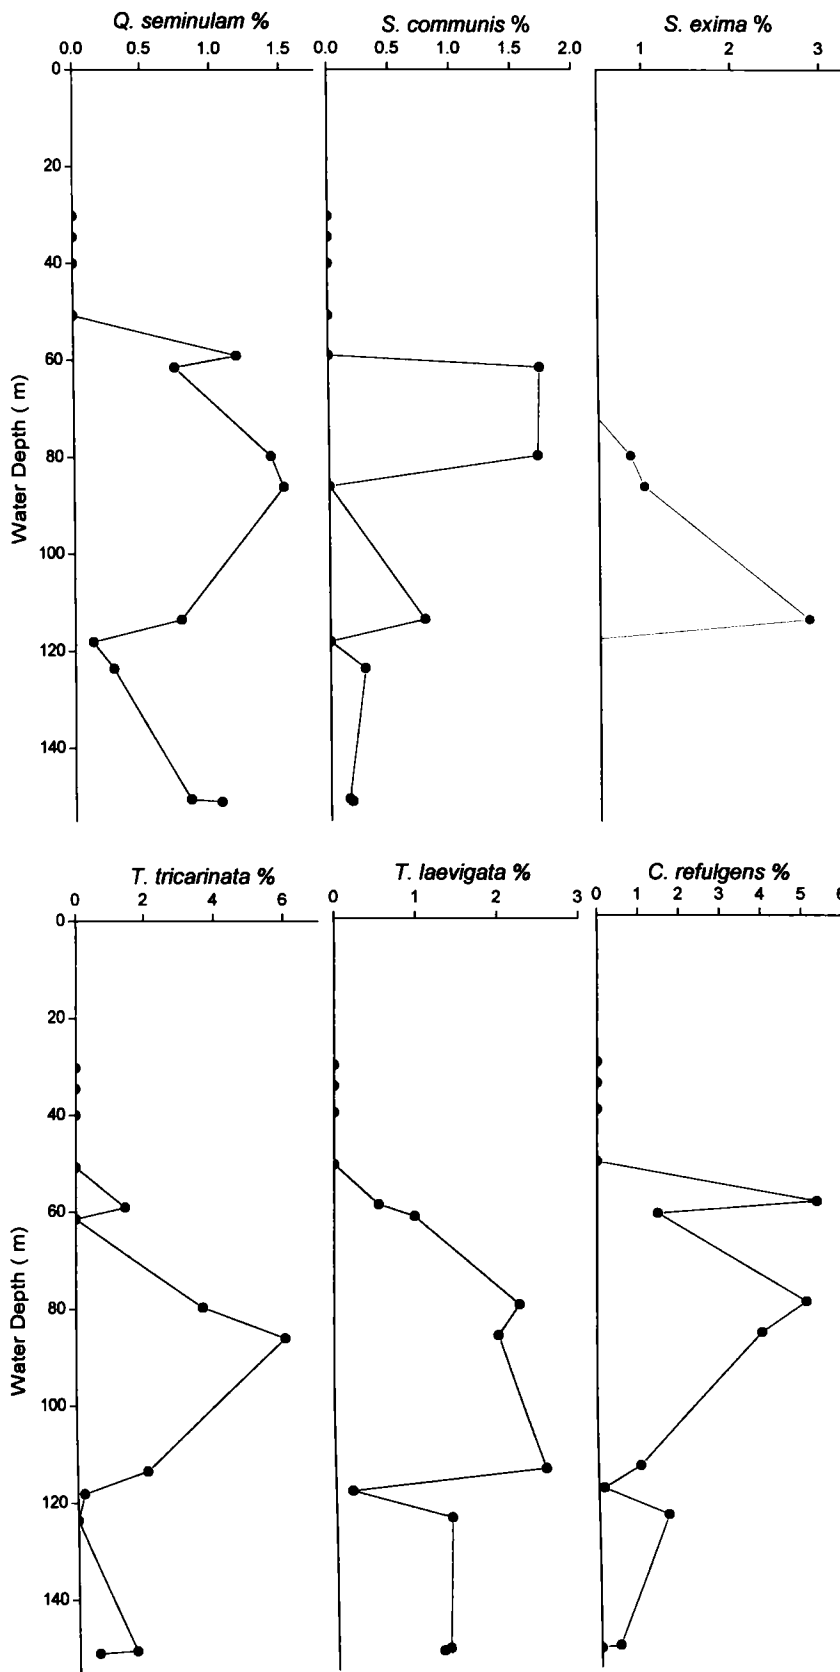 Q. seminulam % S. communis % S. exima %
0.0 0.5 1.0 1.5 0.0 0.5 1.0 1.5 2.0 1 2 3
0
20
40
60
80
100
120
140
Water Depth ( m)
T. tricarinata % T. laevigata % C. refulgens %
0 2 4 6 0 1 2 3 0 1 2 3 4 5 6
0
20
40
60
80
100
120
140
Water Depth ( m)